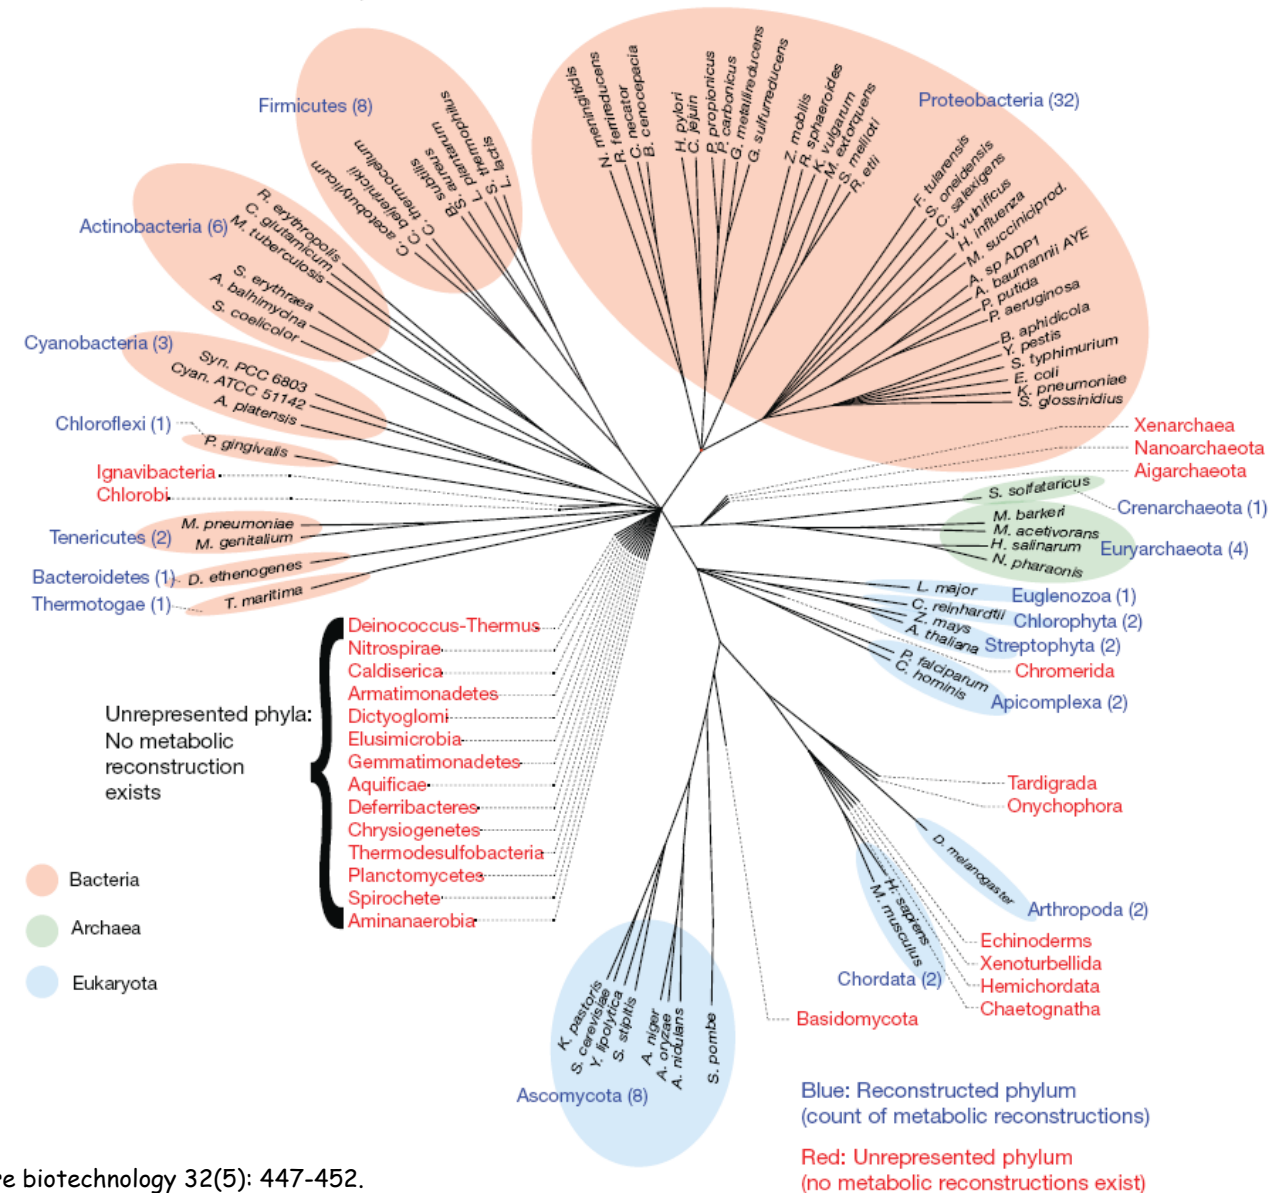 Firmicutes (8)
C. acetobutylicum
C. beijerinckii
C. thermocellum
B. subtilis
S. aureus
L. plantarum
S. thermophilus
L. lactis
Proteobacteria (32)
N. meningitidis
R. ferrireducens
C. necator
B. cenocepacia
H. pylori
C. jejuin
P. propionicus
P. carbonicus
G. metallireducens
G. sulfurreducens
Z. mobilis
R. sphaeroides
K. vulgarum
M. extorquens
S. meliloti
R. etli
F. tularensis
S. oneidensis
C. salexigens
V. vulnificus
H. influenza
M. succiniciprod.
A. sp ADP1
A. baumannii AYE
P. putida
P. aeruginosa
B. aphidicola
Y. pestis
S. typhimurium
E. coli
K. pneumoniae
S. glossinidius
Actinobacteria (6)
R. erythropolis
C. glutamicum
M. tuberculosis
S. erythraea
A. balhimycina
S. coelicolor
Cyanobacteria (3)
Syn. PCC 6803
Cyan. ATCC 51142
A. platensis
Chloroflexi (1)
P. gingivalis
Ignavibacteria
Chlorobi
Tenericutes (2)
M. pneumoniae
M. genitalium
Bacteroidetes (1)
D. ethenogenes
Thermotogae (1)
T. maritima
Xenarchaea
Nanoarchaeota
Aigarchaeota
S. solfataricus
Crenarchaeota (1)
M. barkeri
M. acetivorans
H. salinarum
N. pharaonis
Euryarchaeota (4)
L. major
Euglenozoa (1)
C. reinhardtii
Chlorophyta (2)
Z. mays
A. thaliana
Streptophyta (2)
Chromerida
P. falciparum
C. hominis
Apicomplexa (2)
Unrepresented phyla:
No metabolic
reconstruction
exists
Deinococcus-Thermus
Nitrospirae
Caldiserica
Armatimonadetes
Dictyoglomi
Elusimicrobia
Gemmatimonadetes
Aquificae
Deferribacteres
Chrysiogenetes
Thermodesulfobacteria
Planctomycetes
Spirochete
Aminanaerobia
Tardigrada
Onychophora
D. melanogaster
Arthropoda (2)
H. sapiens
M. musculus
Chordata (2)
Echinoderms
Xenoturbellida
Hemichordata
Chaetognatha
Basidomycota
K. pastoris
S. cerevisiae
Y. lipolytica
S. stipitis
A. niger
A. oryzae
A. nidulans
S. pombe
Ascomycota (8)
Bacteria
Archaea
Eukaryota
Blue: Reconstructed phylum
(count of metabolic reconstructions)
Red: Unrepresented phylum
(no metabolic reconstructions exist)
biotechnology 32(5): 447-452.